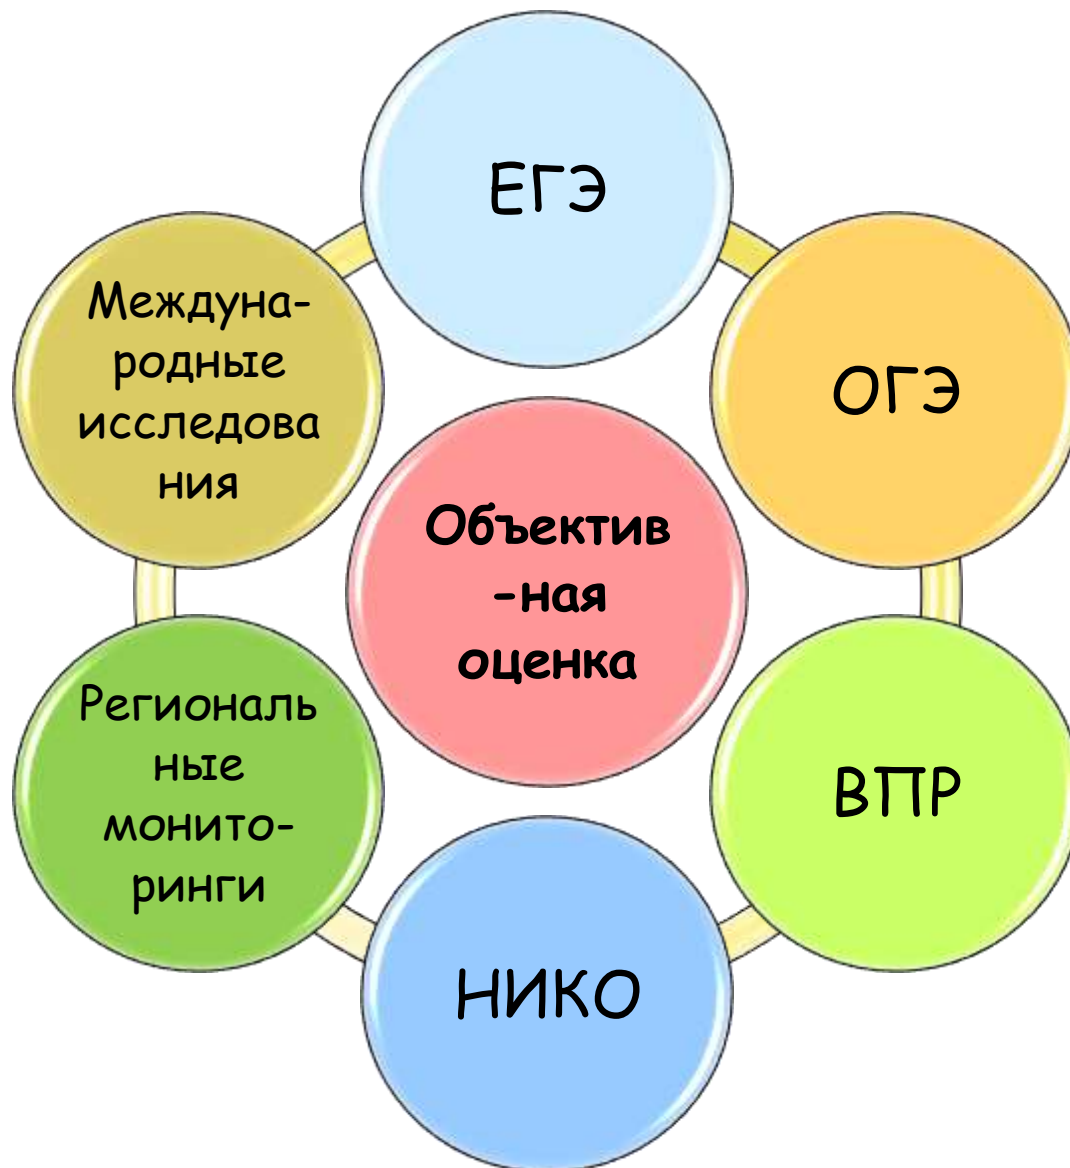 ЕГЭ
ОГЭ
ВПР
НИКО
Региональ
ные
монито-
ринги
Междуна-
родные
исследова
ния
Объектив
-ная
оценка